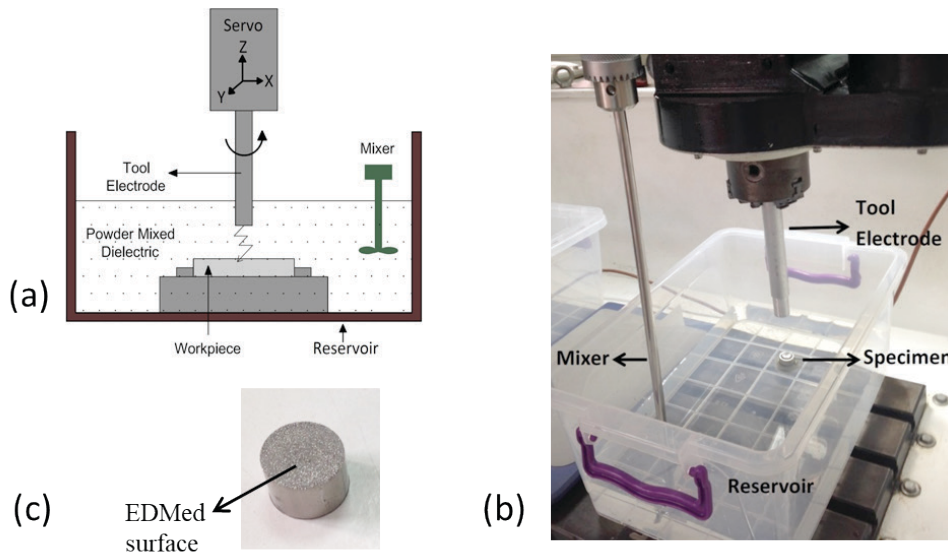 Servo
Z
X
Y
Tool
Electrode
Mixer
Powder Mixed
Dielectric
(a)
Workpiece
Reservoir
Tool
Electrode
Mixer
Specimen
Reservoir
(b)
(c)
EDMed
surface